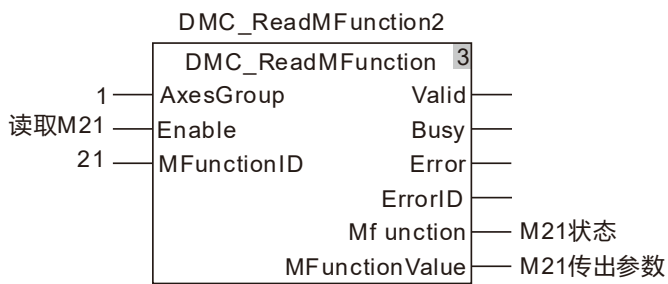 DMC_ReadMFunction2
DMC_ReadMFunction 3
1 AxesGroup Valid
读取M21 Enable Busy
21 MFunctionID Error
ErrorID
Mf unction M21状态
MFunctionValue M21传出参数